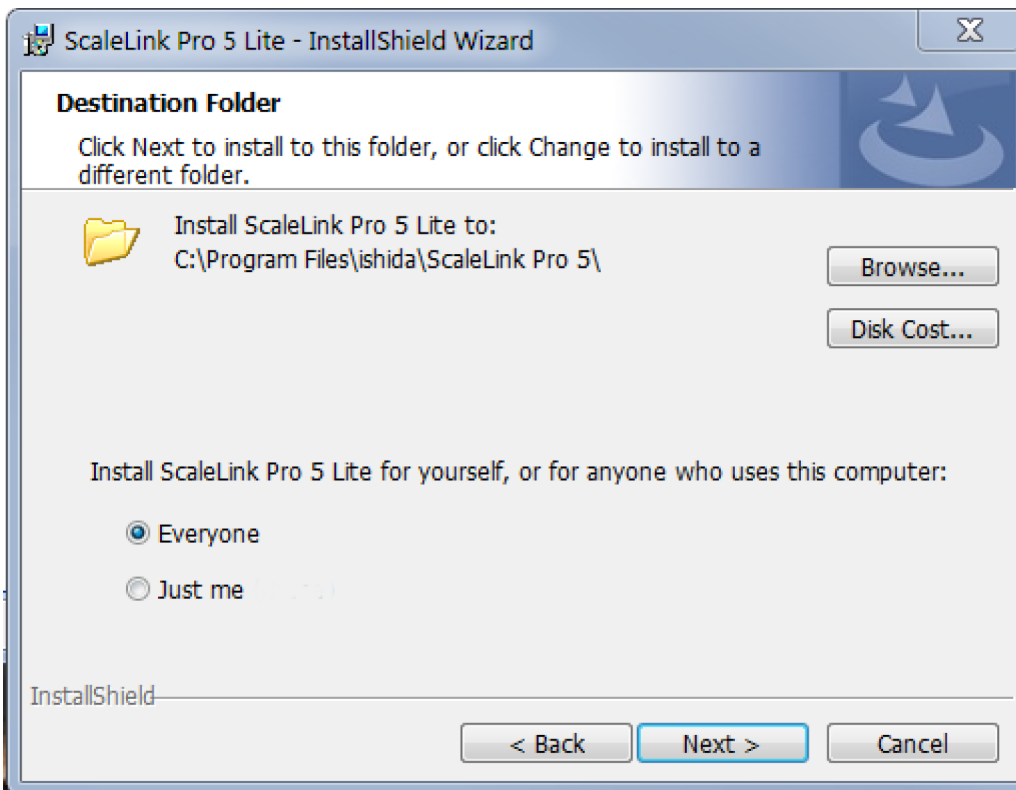 ScaleLink Pro 5 Lite - InstallShield Wizard
Destination Folder
Click Next to install to this folder, or click Change to install to a
different folder.
Install ScaleLink Pro 5 Lite to:
C:\Program Files\ishida\ScaleLink Pro 5\
Browse...
Disk Cost...
Install ScaleLink Pro 5 Lite for yourself, or for anyone who uses this computer:
Everyone
Just me
InstallShield
< Back
Next >
Cancel